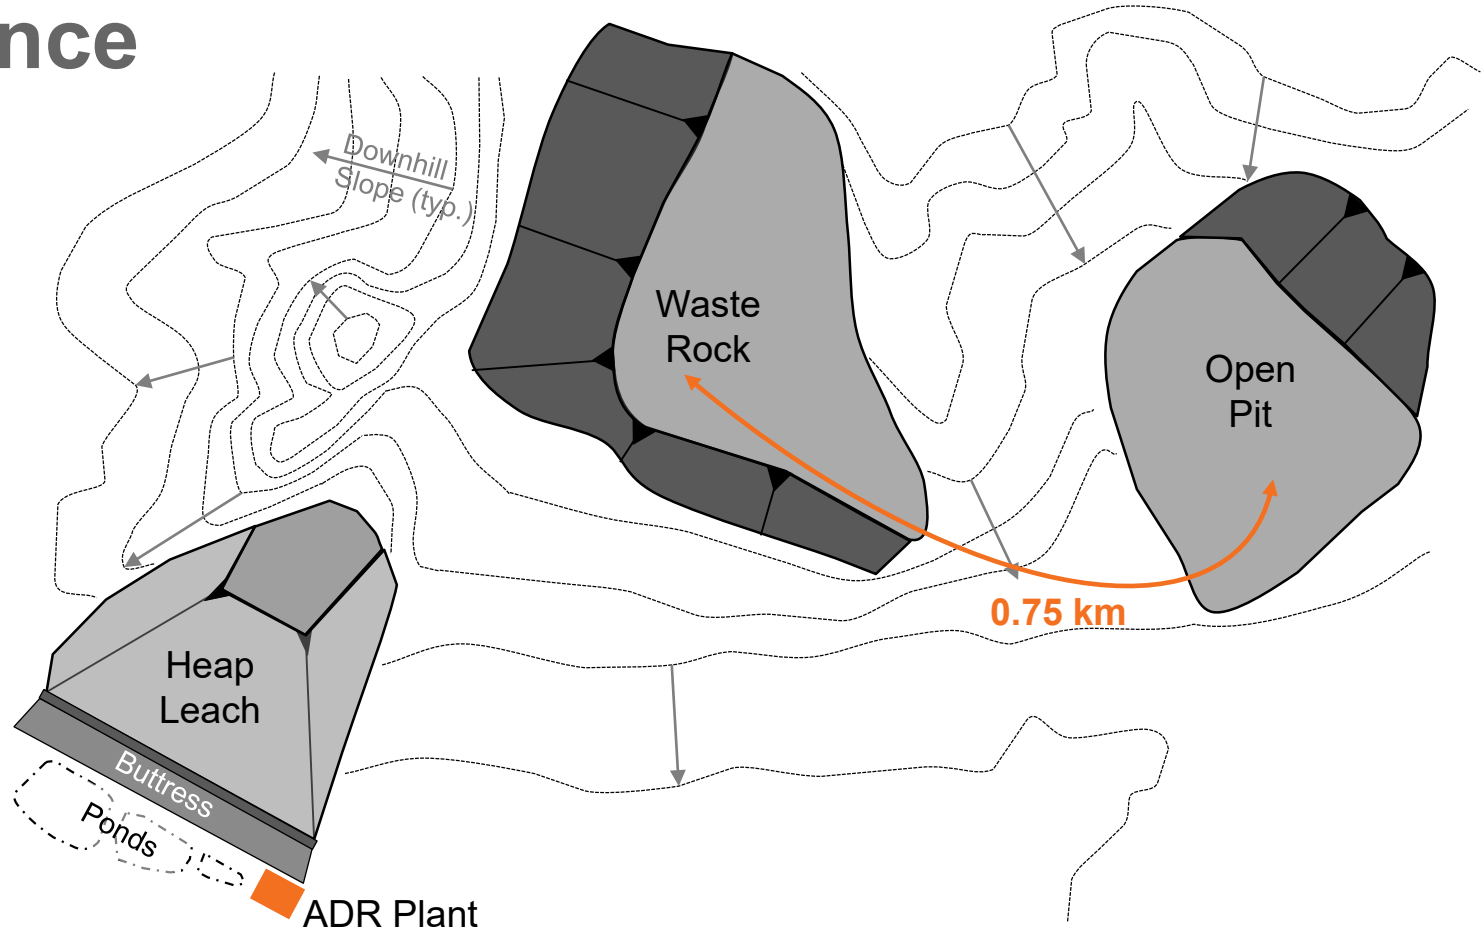 nce
Downhill
Slope (typ.)
Waste
Rock
Open
Pit
0.75 km
Heap
Leach
Buttress
Ponds
ADR Plant